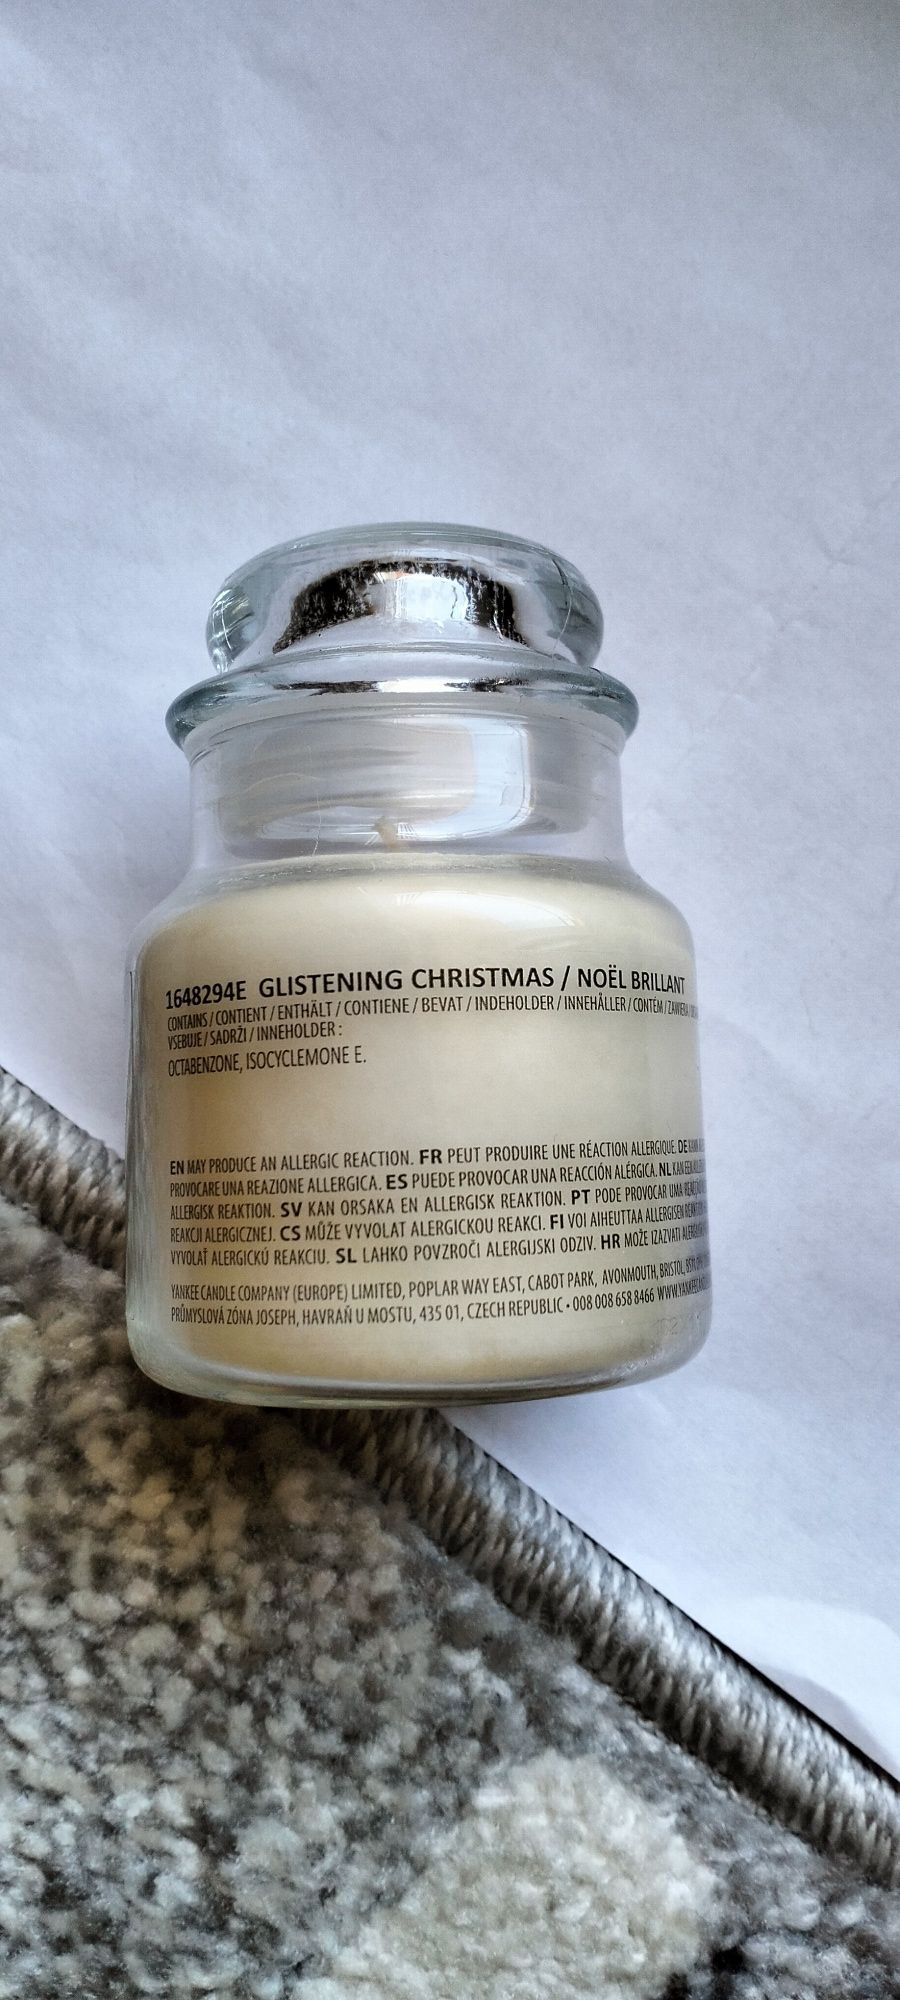 1648294E GLISTENING CHRISTMAS / NOËL BRILLANT
CONTAINS / CONTIENT / ENTHÄLT / CONTIENE / BEVAT / INDEHOLDER / INNEHÅLLER / CONTÉM / ZAWIERA /
VSEBUJE / SADRŽI / INNEHOLDER :
OCTABENZONE, ISOCYCLEMONE E.
EN MAY PRODUCE AN ALLERGIC REACTION. FR PEUT PRODUIRE UNE RÉACTION ALLERGIQUE. DE KANN
PROVOCARE UNA REAZIONE ALLERGICA. ES PUEDE PROVOCAR UNA REACCIÓN ALÉRGICA. NL KAN EEN
ALLERGISK REAKTION. SV KAN ORSAKA EN ALLERGISK REAKTION. PT PODE PROVOCAR UMA
REAKCJI ALERGICZNEJ. CS MŮŽE VYVOLAT ALERGICKOU REAKCI. FI VOI AIHEUTTAA ALLERGISEN
VYVOLAŤ ALERGICKÚ REAKCIU. SL LAHKO POVZROČI ALERGIJSKI ODZIV. HR MOŽE IZAZVATI
YANKEE CANDLE COMPANY (EUROPE) LIMITED, POPLAR WAY EAST, CABOT PARK, AVONMOUTH, BRISTOL,
PRŮMYSLOVÁ ZÓNA JOSEPH, HAVRAŇ U MOSTU, 435 01, CZECH REPUBLIC • 008 008 658 8466